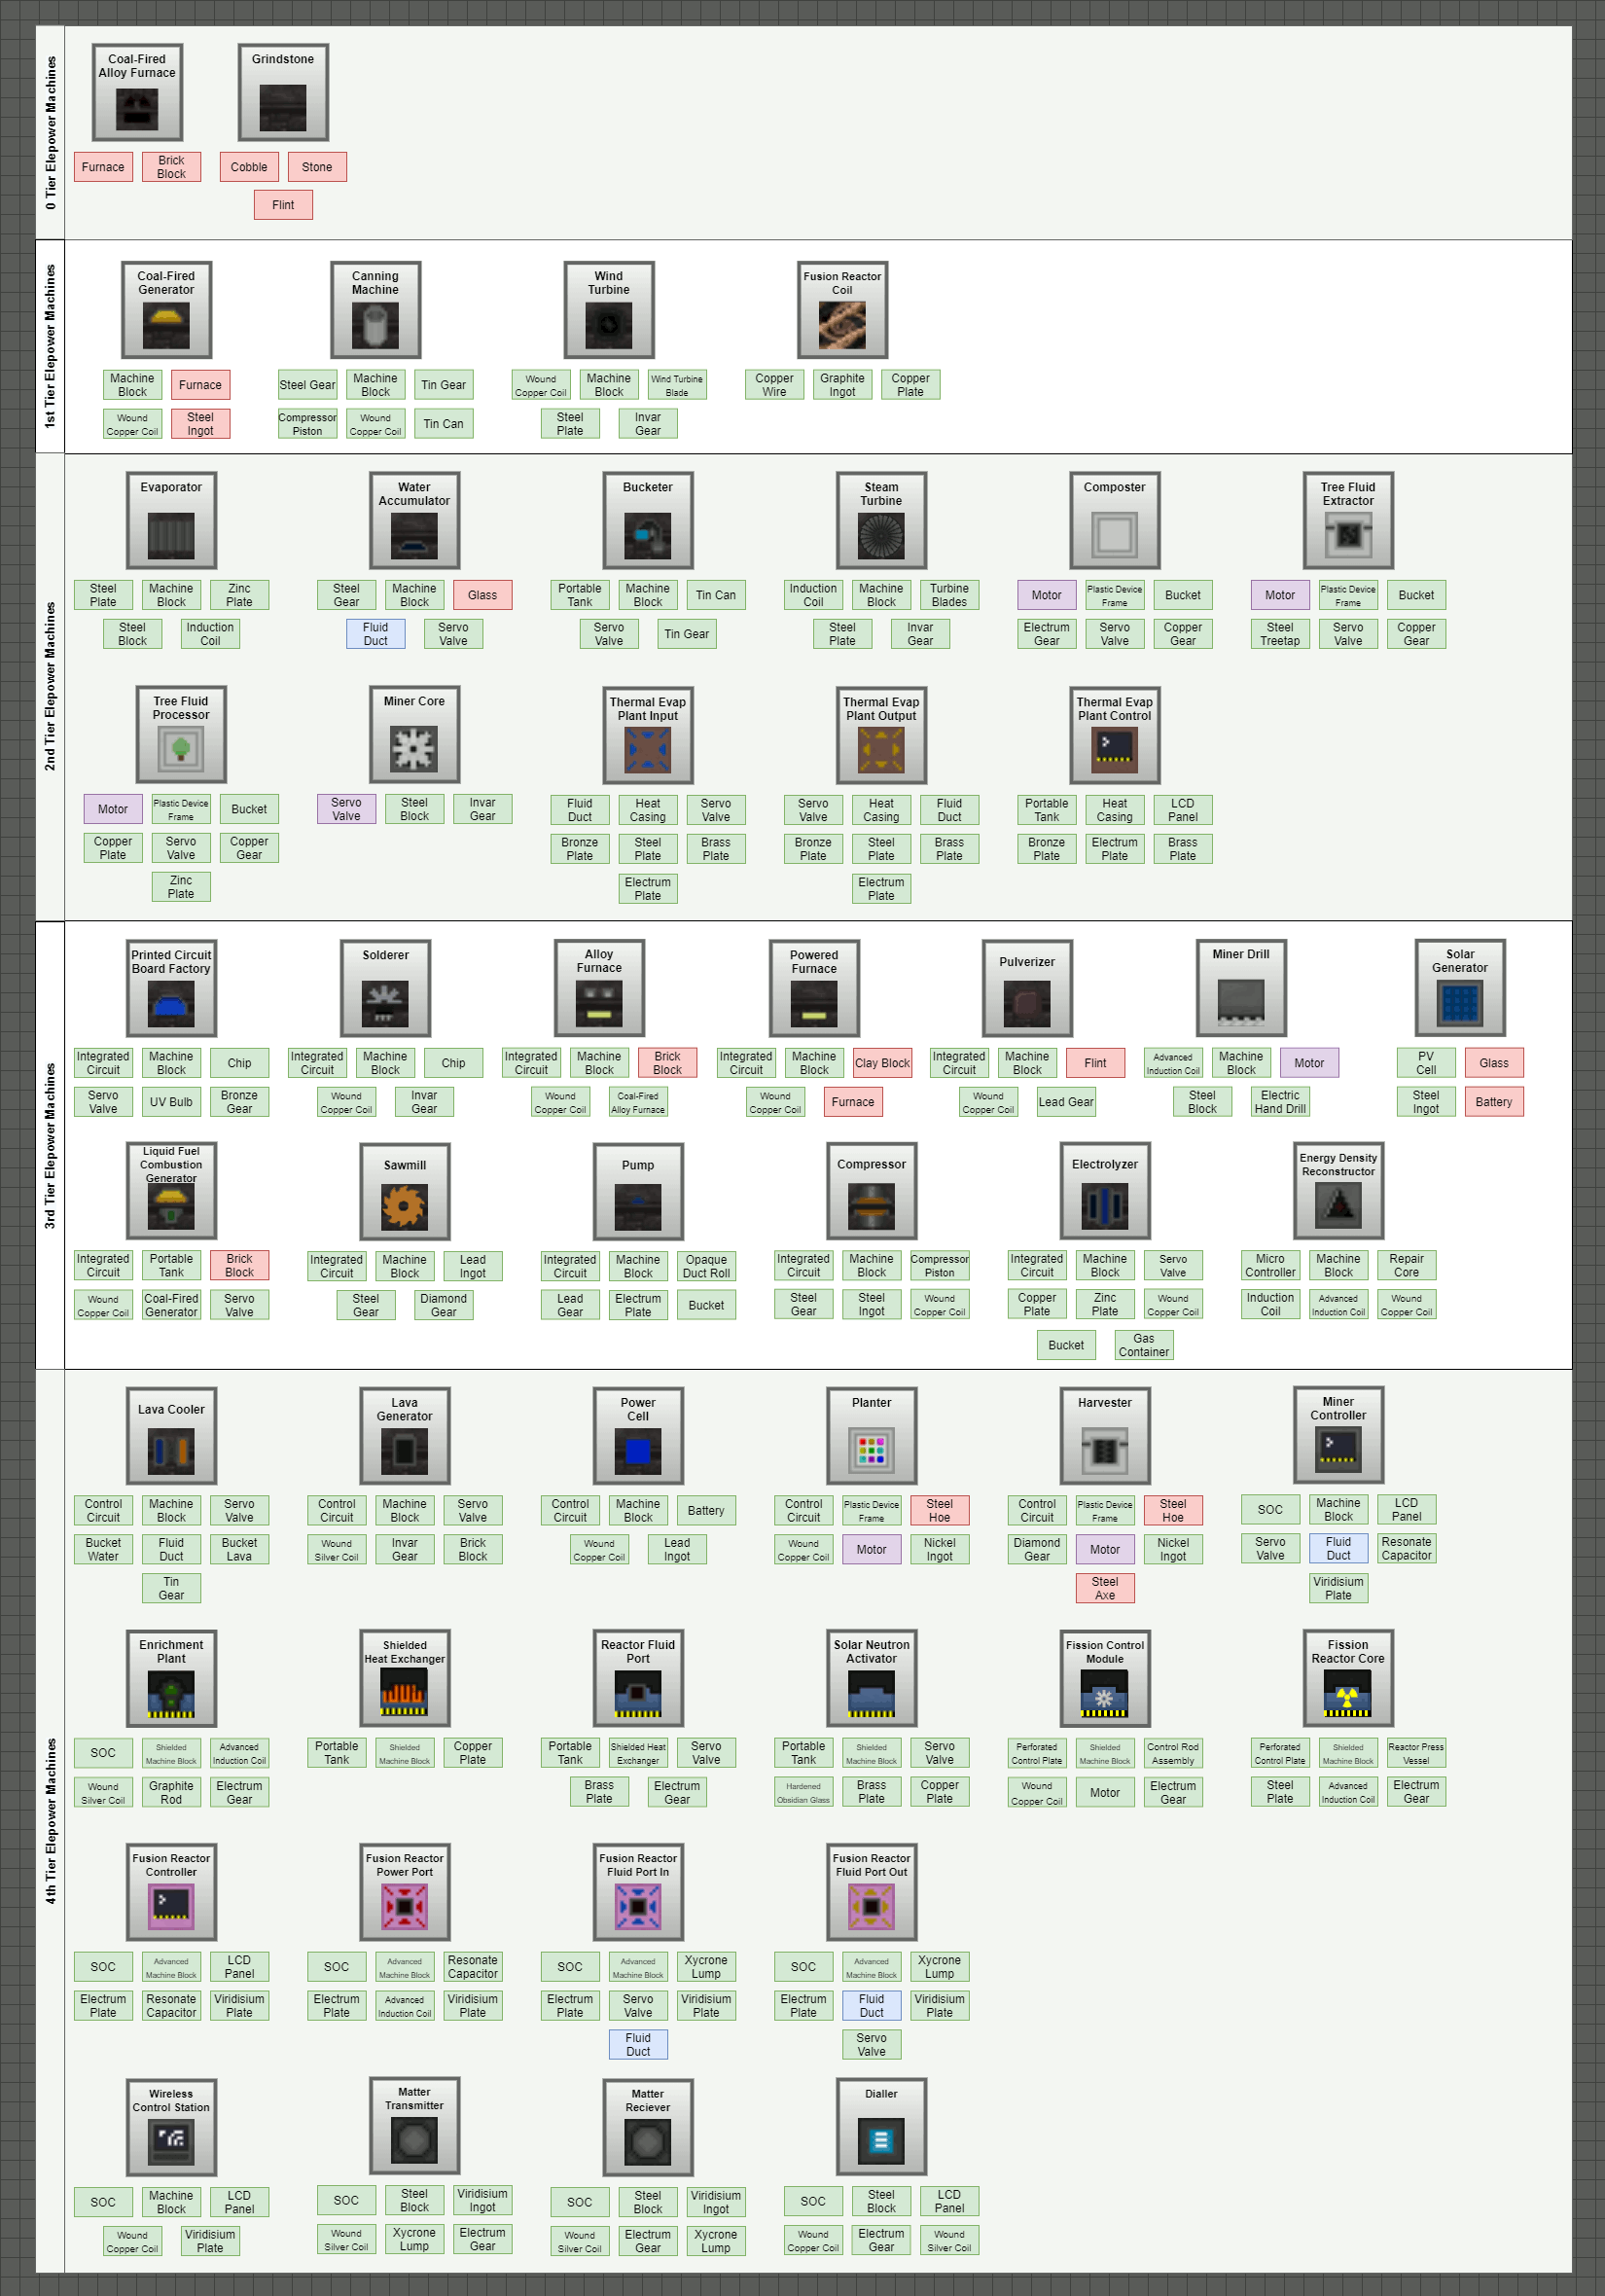 0 Tier Elepower Machines
Coal-Fired
Alloy Furnace
Grindstone
Furnace
Brick
Block
Cobble
Stone
Flint
1st Tier Elepower Machines
Coal-Fired
Generator
Canning
Machine
Wind
Turbine
Fusion Reactor
Coil
Machine
Block
Furnace
Wound
Copper Coil
Steel
Ingot
Steel Gear
Machine
Block
Tin Gear
Compressor
Piston
Wound
Copper Coil
Tin Can
Wound
Copper Coil
Machine
Block
Wind Turbine
Blade
Steel
Plate
Invar
Gear
Copper
Wire
Graphite
Ingot
Copper
Plate
2nd Tier Elepower Machines
Evaporator
Water
Accumulator
Bucketer
Steam
Turbine
Composter
Tree Fluid
Extractor
Steel
Plate
Machine
Block
Zinc
Plate
Steel
Block
Induction
Coil
Steel
Gear
Machine
Block
Glass
Fluid
Duct
Servo
Valve
Portable
Tank
Machine
Block
Tin Can
Servo
Valve
Tin Gear
Induction
Coil
Machine
Block
Turbine
Blades
Steel
Plate
Invar
Gear
Motor
Plastic Device
Frame
Bucket
Electrum
Gear
Servo
Valve
Copper
Gear
Motor
Plastic Device
Frame
Bucket
Steel
Treetap
Servo
Valve
Copper
Gear
Tree Fluid
Processor
Miner Core
Thermal Evap
Plant Input
Thermal Evap
Plant Output
Thermal Evap
Plant Control
Motor
Plastic Device
Frame
Bucket
Copper
Plate
Servo
Valve
Copper
Gear
Zinc
Plate
Servo
Valve
Steel
Block
Invar
Gear
Fluid
Duct
Heat
Casing
Servo
Valve
Bronze
Plate
Steel
Plate
Brass
Plate
Electrum
Plate
Servo
Valve
Heat
Casing
Fluid
Duct
Bronze
Plate
Steel
Plate
Brass
Plate
Electrum
Plate
Portable
Tank
Heat
Casing
LCD
Panel
Bronze
Plate
Electrum
Plate
Brass
Plate
3rd Tier Elepower Machines
Printed Circuit
Board Factory
Solderer
Alloy
Furnace
Powered
Furnace
Pulverizer
Miner Drill
Solar
Generator
Integrated
Circuit
Machine
Block
Chip
Servo
Valve
UV Bulb
Bronze
Gear
Integrated
Circuit
Machine
Block
Chip
Wound
Copper Coil
Invar
Gear
Integrated
Circuit
Machine
Block
Brick
Block
Wound
Copper Coil
Coal-Fired
Alloy Furnace
Integrated
Circuit
Machine
Block
Clay Block
Wound
Copper Coil
Furnace
Integrated
Circuit
Machine
Block
Flint
Wound
Copper Coil
Lead Gear
Advanced
Induction Coil
Machine
Block
Motor
Steel
Block
Electric
Hand Drill
PV
Cell
Glass
Steel
Ingot
Battery
Liquid Fuel
Combustion
Generator
Sawmill
Pump
Compressor
Electrolyzer
Energy Density
Reconstructor
Integrated
Circuit
Portable
Tank
Brick
Block
Wound
Copper Coil
Coal-Fired
Generator
Servo
Valve
Integrated
Circuit
Machine
Block
Lead
Ingot
Steel
Gear
Diamond
Gear
Integrated
Circuit
Machine
Block
Opaque
Duct Roll
Lead
Gear
Electrum
Plate
Bucket
Integrated
Circuit
Machine
Block
Compressor
Piston
Steel
Gear
Steel
Ingot
Wound
Copper Coil
Integrated
Circuit
Machine
Block
Servo
Valve
Copper
Plate
Zinc
Plate
Wound
Copper Coil
Bucket
Gas
Container
Micro
Controller
Machine
Block
Repair
Core
Induction
Coil
Advanced
Induction Coil
Wound
Copper Coil
4th Tier Elepower Machines
Lava Cooler
Lava
Generator
Power
Cell
Planter
Harvester
Miner
Controller
Control
Circuit
Machine
Block
Servo
Valve
Bucket
Water
Fluid
Duct
Bucket
Lava
Tin
Gear
Control
Circuit
Machine
Block
Servo
Valve
Wound
Silver Coil
Invar
Gear
Brick
Block
Control
Circuit
Machine
Block
Battery
Wound
Copper Coil
Lead
Ingot
Control
Circuit
Plastic Device
Frame
Steel
Hoe
Wound
Copper Coil
Motor
Nickel
Ingot
Control
Circuit
Plastic Device
Frame
Steel
Hoe
Diamond
Gear
Motor
Nickel
Ingot
Steel
Axe
SOC
Machine
Block
LCD
Panel
Servo
Valve
Fluid
Duct
Resonate
Capacitor
Viridisium
Plate
Enrichment
Plant
Shielded
Heat Exchanger
Reactor Fluid
Port
Solar Neutron
Activator
Fission Control
Module
Fission
Reactor Core
SOC
Shielded
Machine Block
Advanced
Induction Coil
Wound
Silver Coil
Graphite
Rod
Electrum
Gear
Portable
Tank
Shielded
Machine Block
Copper
Plate
Portable
Tank
Shielded Heat
Exchanger
Servo
Valve
Brass
Plate
Electrum
Gear
Portable
Tank
Shielded
Machine Block
Servo
Valve
Hardened
Obsidian Glass
Brass
Plate
Copper
Plate
Perforated
Control Plate
Shielded
Machine Block
Control Rod
Assembly
Wound
Copper Coil
Motor
Electrum
Gear
Perforated
Control Plate
Shielded
Machine Block
Reactor Press
Vessel
Steel
Plate
Advanced
Induction Coil
Electrum
Gear
Fusion Reactor
Controller
Fusion Reactor
Power Port
Fusion Reactor
Fluid Port In
Fusion Reactor
Fluid Port Out
SOC
Advanced
Machine Block
LCD
Panel
Electrum
Plate
Resonate
Capacitor
Viridisium
Plate
SOC
Advanced
Machine Block
Resonate
Capacitor
Electrum
Plate
Advanced
Induction Coil
Viridisium
Plate
SOC
Advanced
Machine Block
Xycrone
Lump
Electrum
Plate
Servo
Valve
Viridisium
Plate
Fluid
Duct
SOC
Advanced
Machine Block
Xycrone
Lump
Electrum
Plate
Fluid
Duct
Viridisium
Plate
Servo
Valve
Wireless
Control Station
Matter
Transmitter
Matter
Reciever
Dialler
SOC
Machine
Block
LCD
Panel
Wound
Copper Coil
Viridisium
Plate
SOC
Steel
Block
Viridisium
Ingot
Wound
Silver Coil
Xycrone
Lump
Electrum
Gear
SOC
Steel
Block
Viridisium
Ingot
Wound
Silver Coil
Electrum
Gear
Xycrone
Lump
SOC
Steel
Block
LCD
Panel
Wound
Copper Coil
Electrum
Gear
Wound
Silver Coil